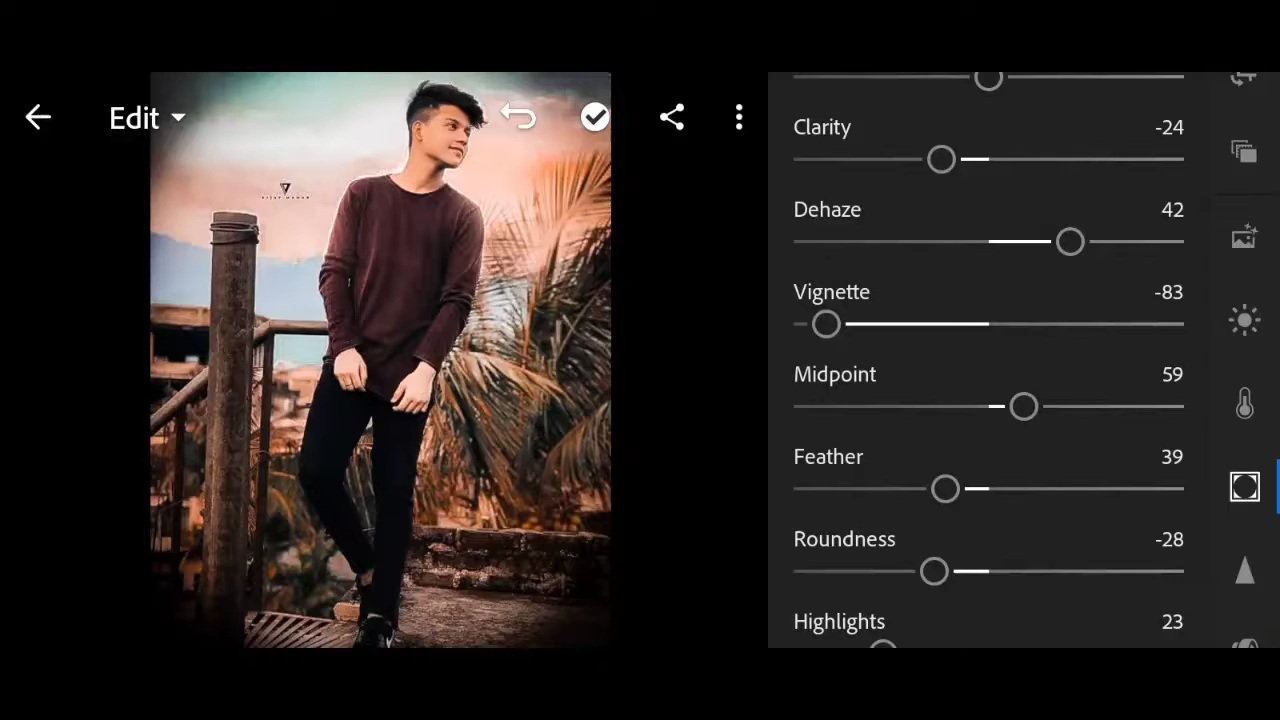 Edit
Clarity -24
Dehaze 42
Vignette -83
Midpoint 59
Feather 39
Roundness -28
Highlights 23